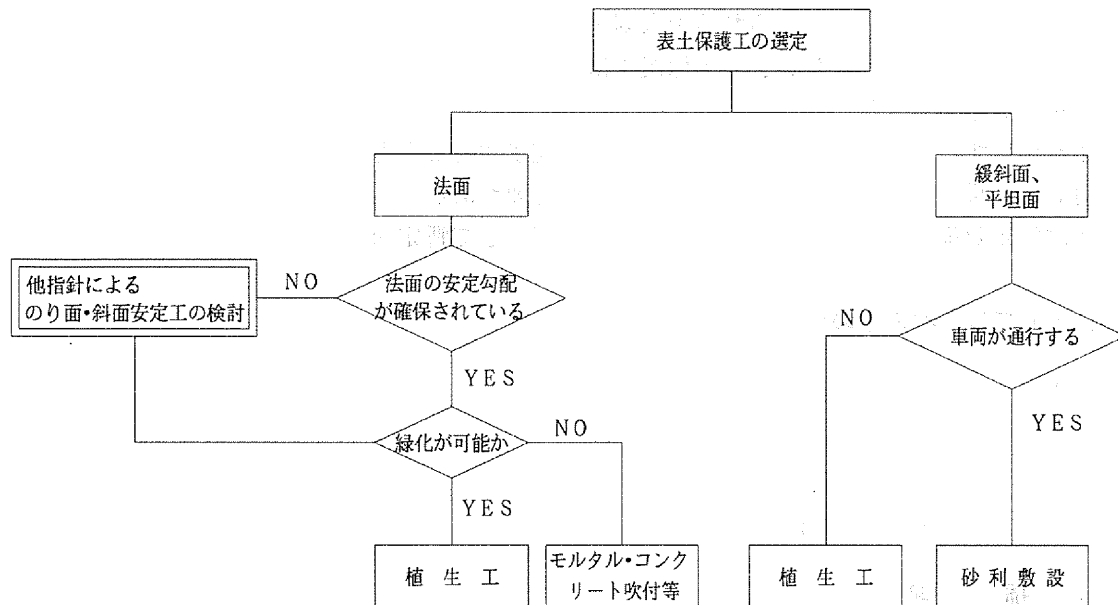 表土保護工の選定
法面
緩斜面、
平坦面
他指針による
のり面・斜面安定工の検討
NO
法面の安定勾配
が確保されている
YES
NO
車両が通行する
YES
緑化が可能か
NO
YES
植 生 工
モルタル・コンク
リート吹付等
植 生 工
砂 利 敷 設